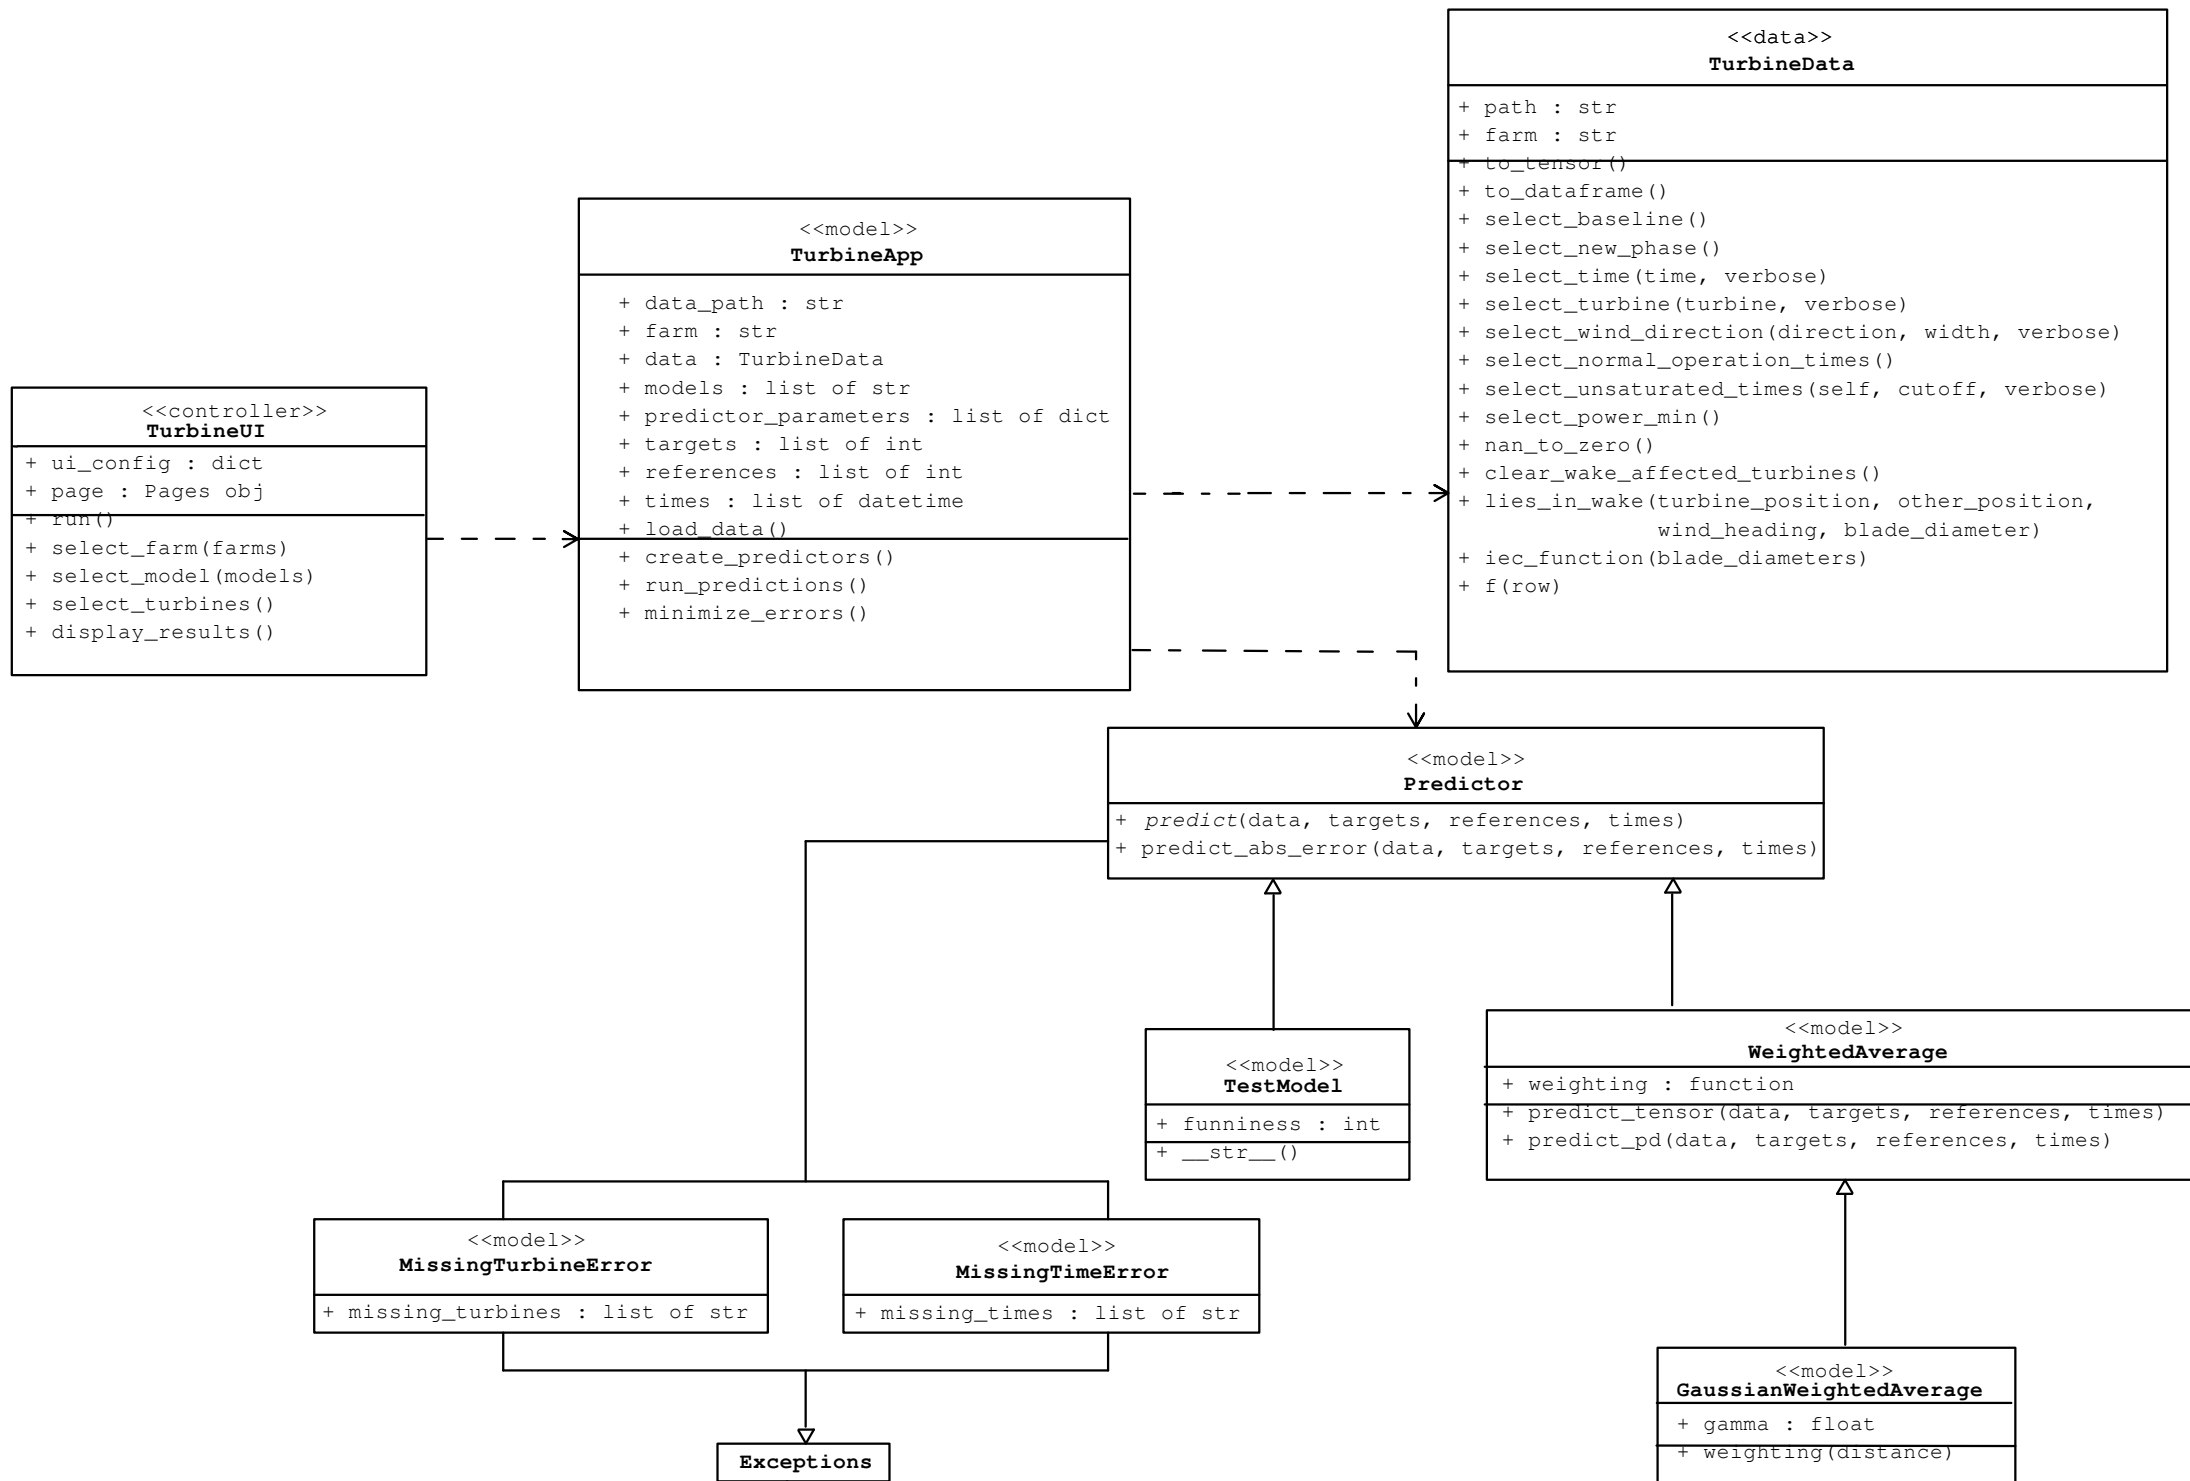 <<data>>
TurbineData
+ path : str
+ farm : str
+ to_tensor()
+ to_dataframe()
+ select_baseline()
+ select_new_phase()
+ select_time(time, verbose)
+ select_turbine(turbine, verbose)
+ select_wind_direction(direction, width, verbose)
+ select_normal_operation_times()
+ select_unsaturated_times(self, cutoff, verbose)
+ select_power_min()
+ nan_to_zero()
+ clear_wake_affected_turbines()
+ lies_in_wake(turbine_position, other_position,
wind_heading, blade_diameter)
+ iec_function(blade_diameters)
+ f(row)
<<model>>
TurbineApp
+ data_path : str
+ farm : str
+ data : TurbineData
+ models : list of str
+ predictor_parameters : list of dict
+ targets : list of int
+ references : list of int
+ times : list of datetime
+ load_data()
+ create_predictors()
+ run_predictions()
+ minimize_errors()
<<controller>>
TurbineUI
+ ui_config : dict
+ page : Pages obj
+ run()
+ select_farm(farms)
+ select_model(models)
+ select_turbines()
+ display_results()
<<model>>
Predictor
+ predict(data, targets, references, times)
+ predict_abs_error(data, targets, references, times)
<<model>>
TestModel
+ funniness : int
+ __str__()
<<model>>
WeightedAverage
+ weighting : function
+ predict_tensor(data, targets, references, times)
+ predict_pd(data, targets, references, times)
<<model>>
MissingTurbineError
+ missing_turbines : list of str
<<model>>
MissingTimeError
+ missing_times : list of str
<<model>>
GaussianWeightedAverage
+ gamma : float
+ weighting(distance)
Exceptions